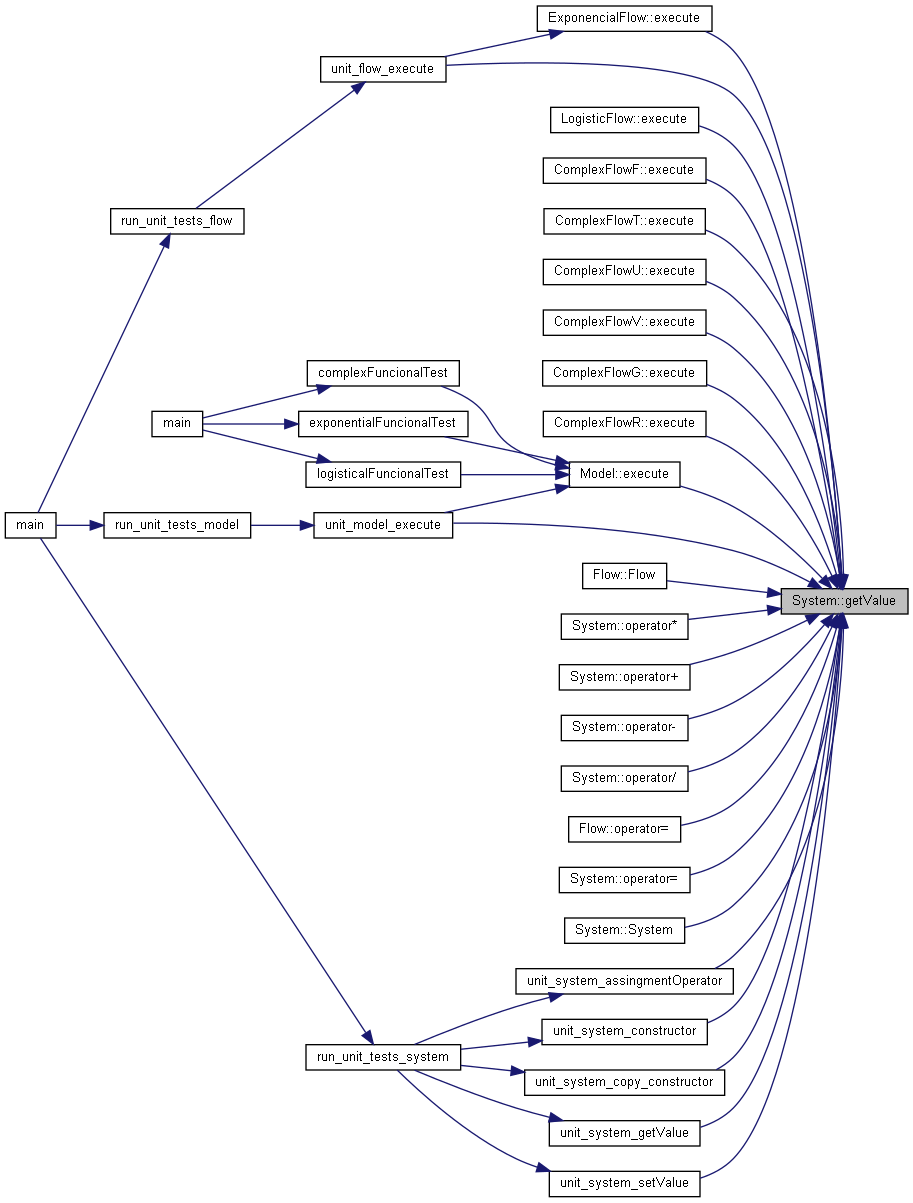 ExponencialFlow::execute
unit_flow_execute
LogisticFlow::execute
ComplexFlowF::execute
run_unit_tests_flow
ComplexFlowT::execute
ComplexFlowU::execute
ComplexFlowV::execute
complexFuncionalTest
ComplexFlowG::execute
main
exponentialFuncionalTest
ComplexFlowR::execute
logisticalFuncionalTest
Model::execute
main
run_unit_tests_model
unit_model_execute
Flow::Flow
System::getValue
System::operator*
System::operator+
System::operator-
System::operator/
Flow::operator=
System::operator=
System::System
unit_system_assingmentOperator
unit_system_constructor
run_unit_tests_system
unit_system_copy_constructor
unit_system_getValue
unit_system_setValue